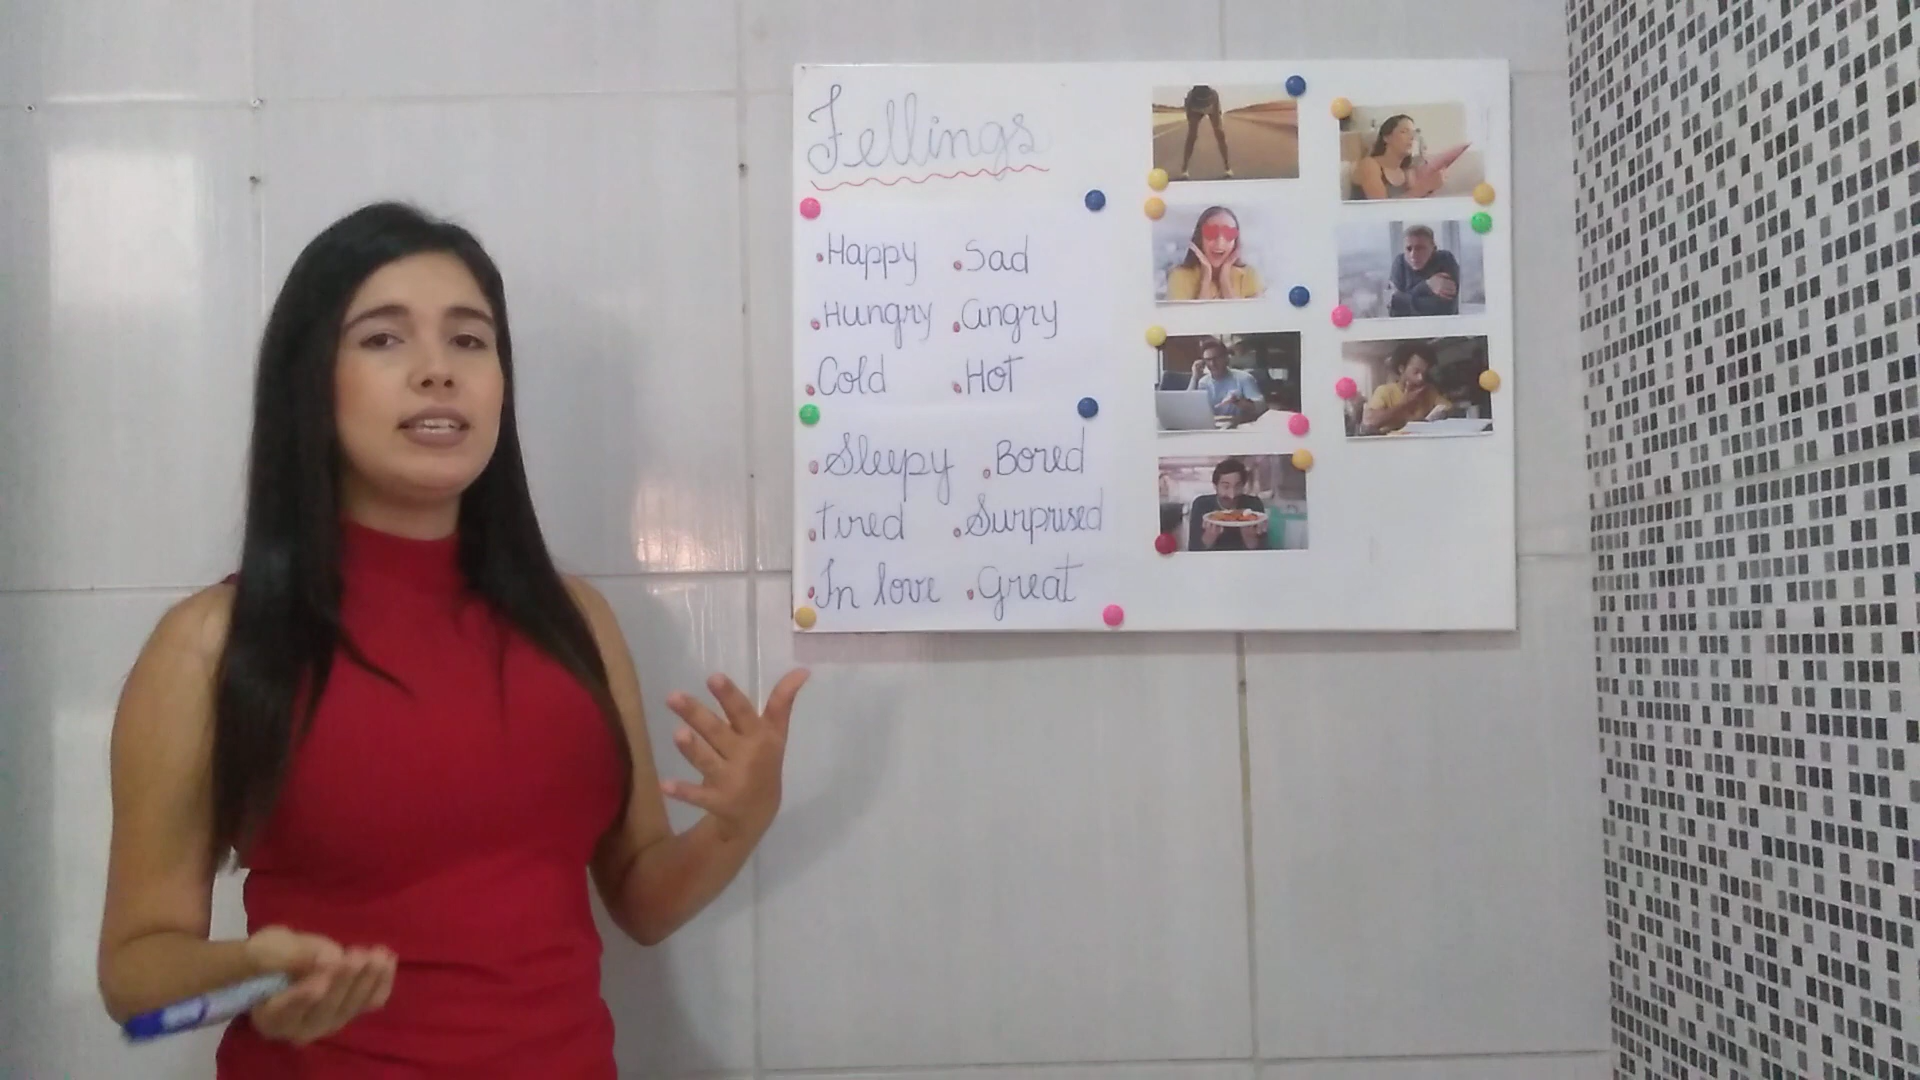 Fellings
Happy Sad
Hungry angry
Cold Hot
Sleepy Bored
tired Surprised
In love Great